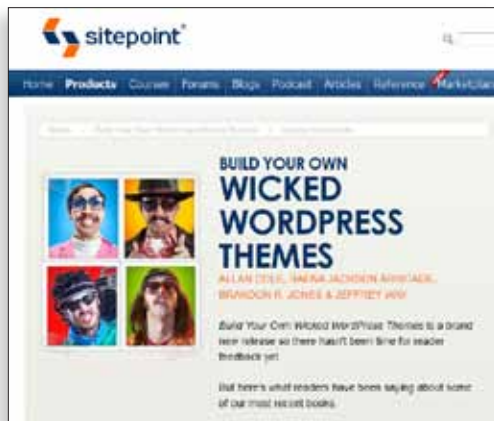 sitepoint®
Home Products Courses Forums Blogs Podcast Articles Reference Marketplac
BUILD YOUR OWN
WICKED
WORDPRESS
THEMES
ALLAN COLE, RAENA JACKSON ARMITAGE,
BRANDON R. JONES & JEFFREY WAY
Build Your Own Wicked WordPress Themes is a brand
new release so there hasn't been time for reader
feedback yet.
But here's what readers have been saying about some
of our most recent books.